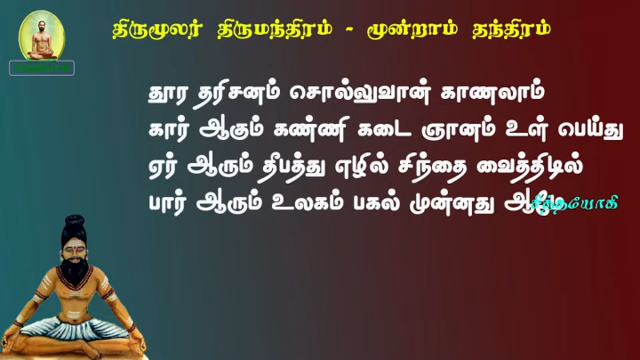 திருமூலர் திருமந்திரம் - மூன்றாம் தந்திரம்
தூர தரிசனம் சொல்லுவான் காணலாம்
கார் ஆகும் கண்ணி கடை ஞானம் உள் பெய்து
ஏர் ஆரும் தீபத்து எழில் சிந்தை வைத்திடில்
பார் ஆரும் உலகம் பகல் முன்னது ஆமே